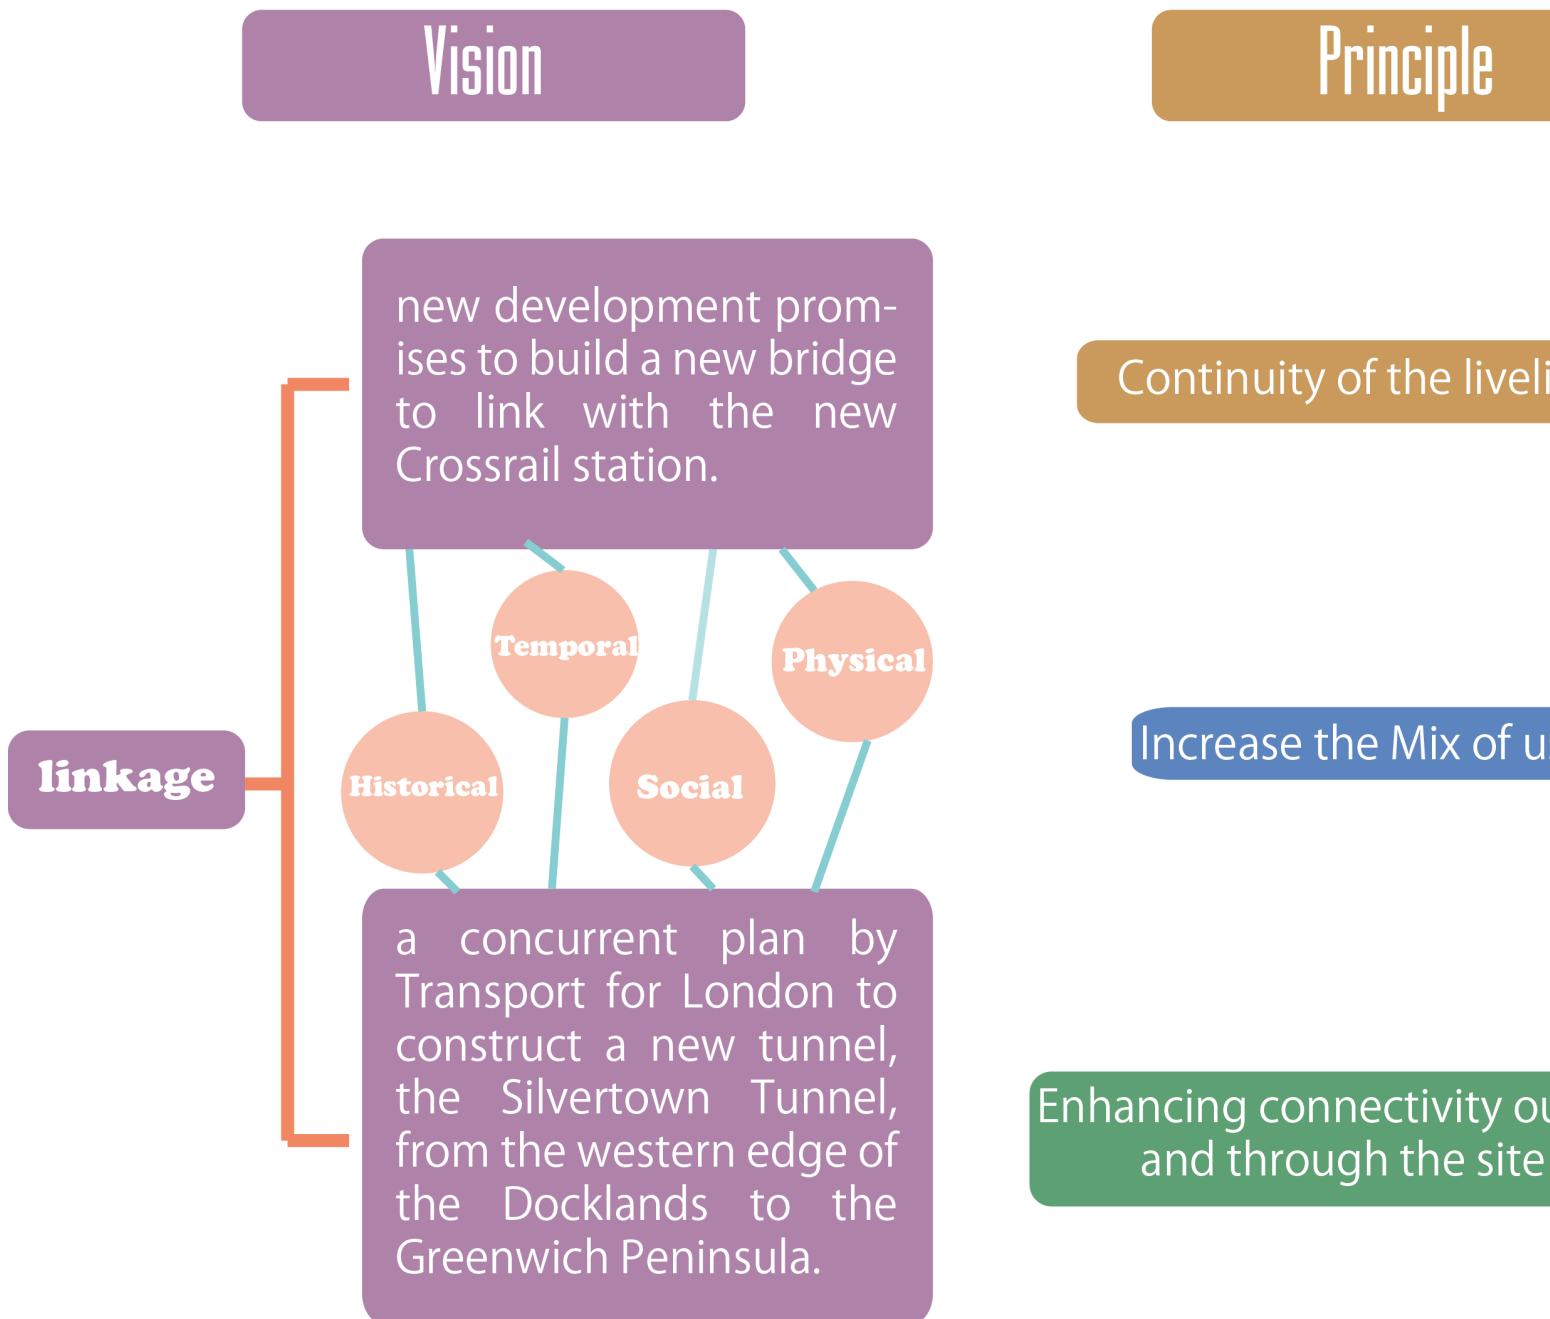 Vision
Principle
new development prom-
ises to build a new bridge
to link with the new
Crossrail station.
Continuity of the
Temporal
Physical
Increase the Mix of
linkage
Historical
Social
a concurrent plan by
Transport for London to
construct a new tunnel,
the Silvertown Tunnel,
from the western edge of
the Docklands to the
Greenwich Peninsula.
Enhancing connectivity
and through the site